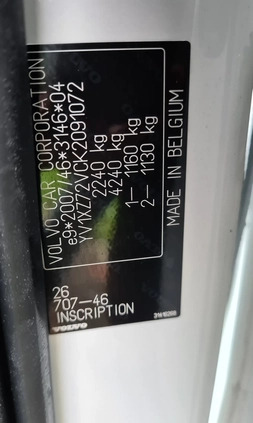 VOLVO CAR CORPORATION
e9*2007/46*3146*04
YV1XZ72VCK2091072
2240 kg
4240 kg
1– 1160 kg
2– 1130 kg
MADE IN BELGIUM
26
707–46
INSCRIPTION
VOLVO